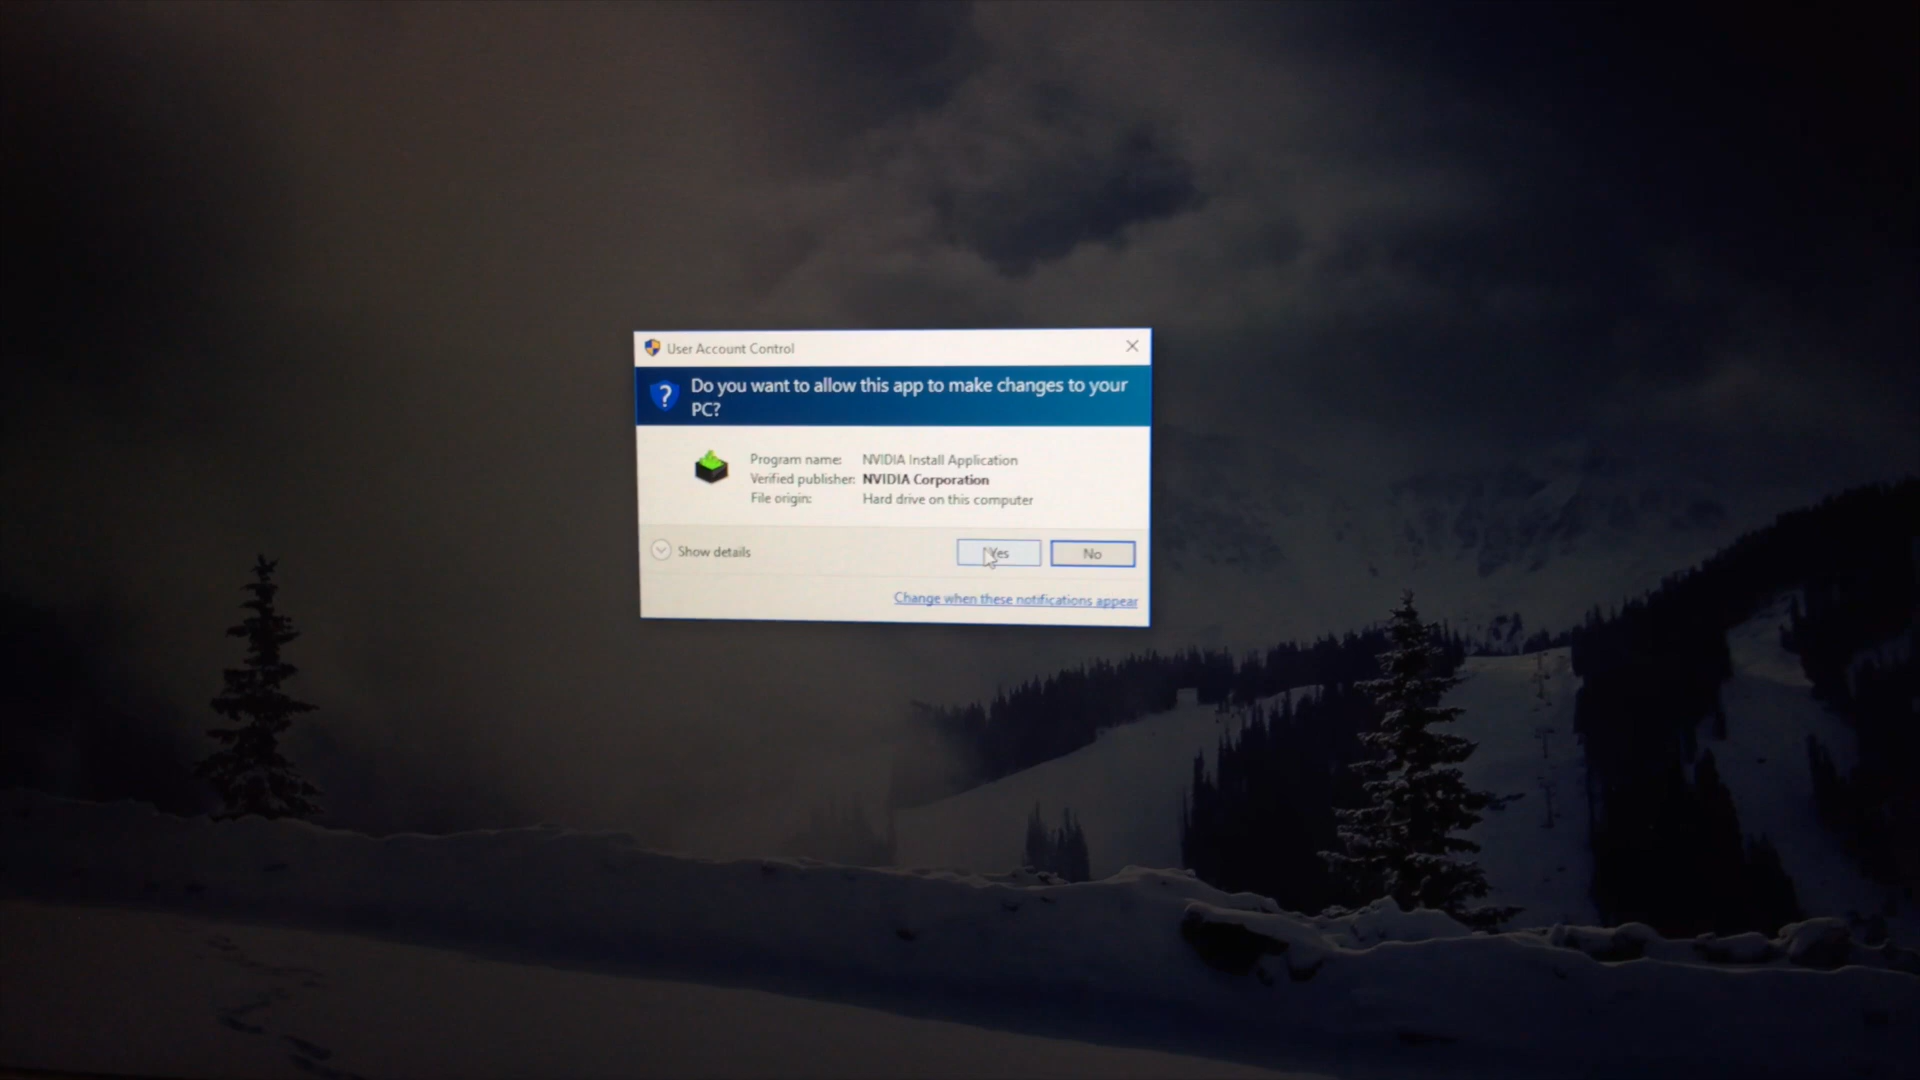 User Account Control
Do you want to allow this app to make changes to your
PC?
Program name: NVIDIA Install Application
Verified publisher: NVIDIA Corporation
File origin: Hard drive on this computer
Show details
Yes
No
Change when these notifications appear